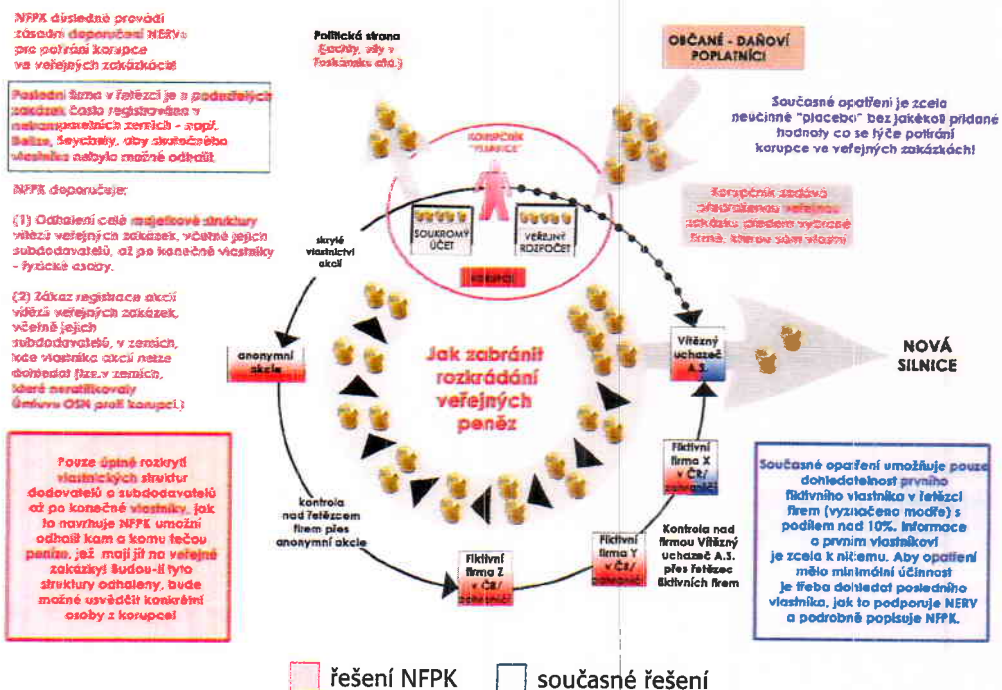 NFPK důsledně provádí
zásadní doporučení NERVu
pro potírání korupce
ve veřejných zakázkách!
Poslední firma v řetězci je u podezřelých
zakázek často registrována v
zemích - např.
Belize, Seychely, aby skutečného
vlastníka nebylo možné odhalit.
NFPK doporučuje:
(1) Odhalení celé majetkové struktury
vítězů veřejných zakázek, včetně jejich
subdodavatelů, až po konečné vlastníky
- fyzické osoby.
(2) Zákaz registrace akcií
vítězů veřejných zakázek,
včetně jejich
subdodavatelů, v zemích,
kde vlastníka akcií nelze
dohledat (tzv. v zemích,
které neratifikovaly
Úmluvu OSN proti korupci.)
Pouze úplné rozkrytí
vlastnických struktur
dodavatelů a subdodavatelů
až po konečné vlastníky, jak
to navrhuje NFPK umožní
odhalit kam a komu tečou
peníze, jež mají jít na veřejné
zakázky! Budou-li tyto
struktury odhaleny, bude
možné usvědčit konkrétní
osoby z korupce!
Politická strana
(jachty, vily v
Toskánsku atd.)
OBČANÉ - DAŇOVÍ
POPLATNÍCI
Současné opatření je zcela
neúčinné "placebo" bez jakékoli přidané
hodnoty co se týče potírání
korupce ve veřejných zakázkách!
KORUPČNÍK
SOUKROMÝ
ÚČET
VEŘEJNÝ
ROZPOČET
KORUPCE
Korupčník zadává
předraženou veřejnou
zakázku předem vybrané
firmě, kterou sám vlastní
skryté
vlastnictví
akcií
anonymní
akcie
Jak zabránit
rozkrádání
veřejných
peněz
Vítězný
uchazeč
A.S.
NOVÁ
SILNICE
kontrola
nad řetězcem
firem přes
anonymní akcie
Fiktivní
firma Z
v ČR/
zahraničí
Fiktivní
firma Y
v ČR/
zahraničí
Fiktivní
firma X
v ČR/
zahraničí
Kontrola nad
firmou Vítězný
uchazeč A.S.
přes řetězec
fiktivních firem
Současné opatření umožňuje pouze
dohledatelnost prvního
fiktivního vlastníka v řetězci
firem (vyznačeno modře) s
podílem nad 10%. Informace
o prvním vlastníkovi
je zcela k ničemu. Aby opatření
mělo minimální účinnost
je třeba dohledat posledního
vlastníka, jak to podporuje NERV
a podrobně popisuje NFPK.
řešení NFPK
současné řešení